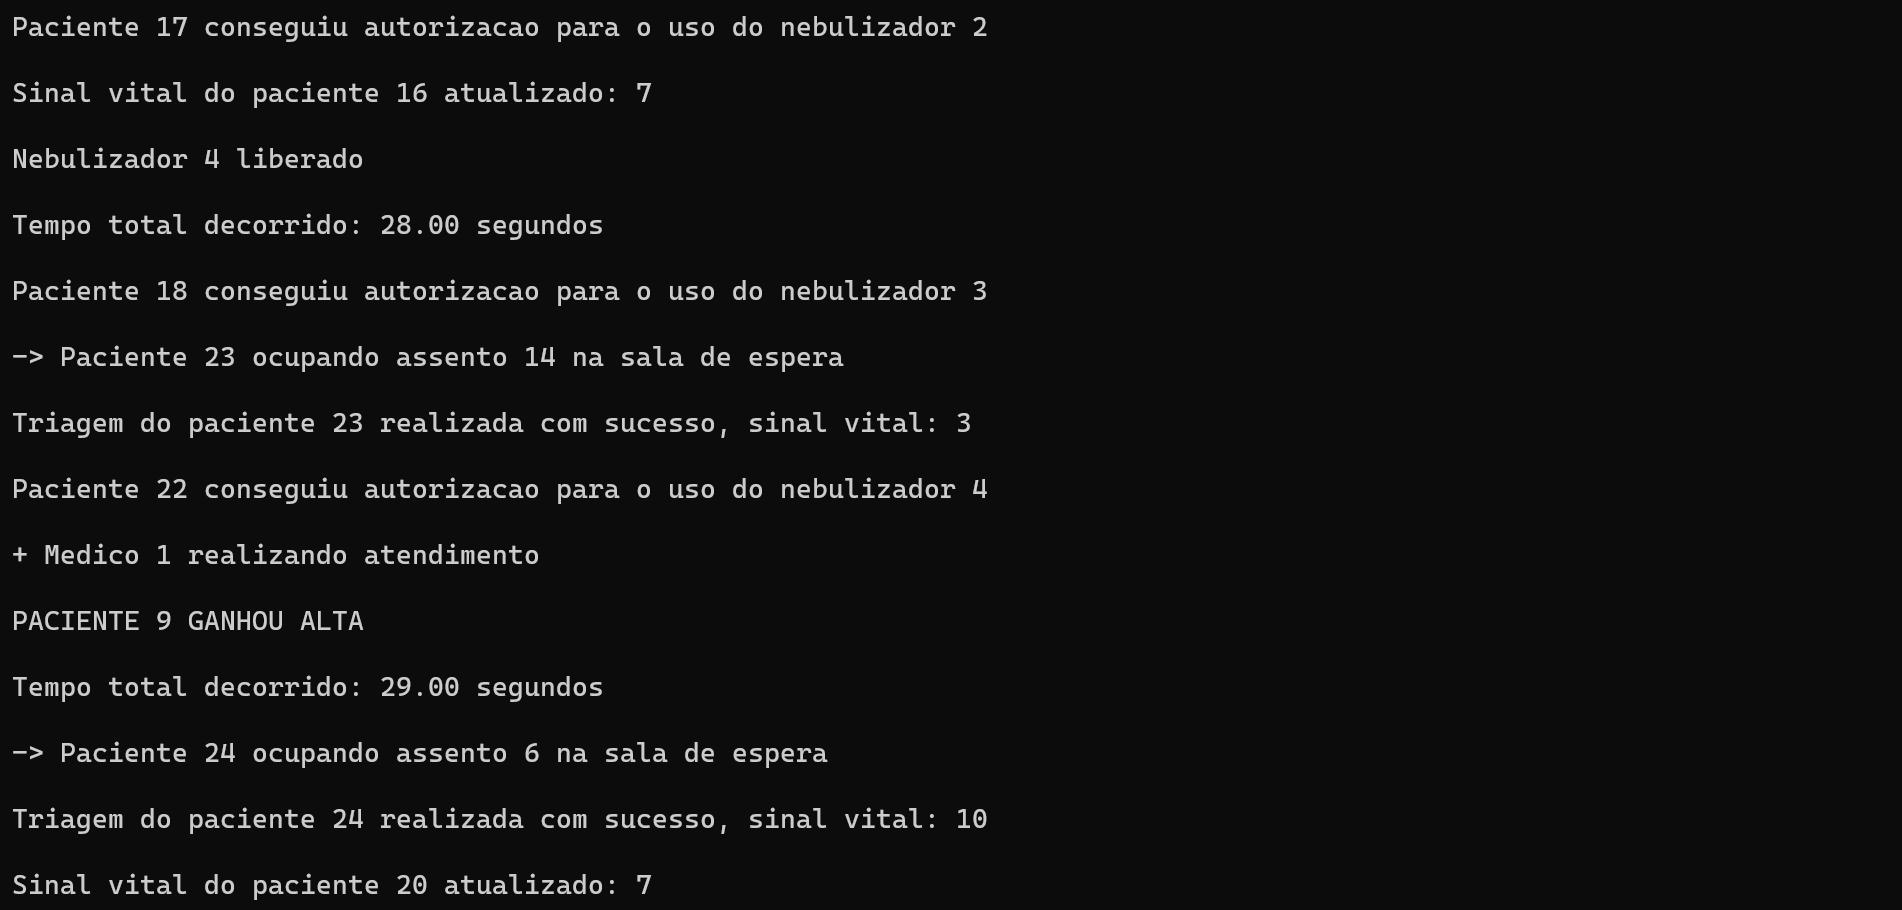 Paciente 17 conseguiu autorizacao para o uso do nebulizador 2
Sinal vital do paciente 16 atualizado: 7
Nebulizador 4 liberado
Tempo total decorrido: 28.00 segundos
Paciente 18 conseguiu autorizacao para o uso do nebulizador 3
-> Paciente 23 ocupando assento 14 na sala de espera
Triagem do paciente 23 realizada com sucesso, sinal vital: 3
Paciente 22 conseguiu autorizacao para o uso do nebulizador 4
+ Medico 1 realizando atendimento
PACIENTE 9 GANHOU ALTA
Tempo total decorrido: 29.00 segundos
-> Paciente 24 ocupando assento 6 na sala de espera
Triagem do paciente 24 realizada com sucesso, sinal vital: 10
Sinal vital do paciente 20 atualizado: 7